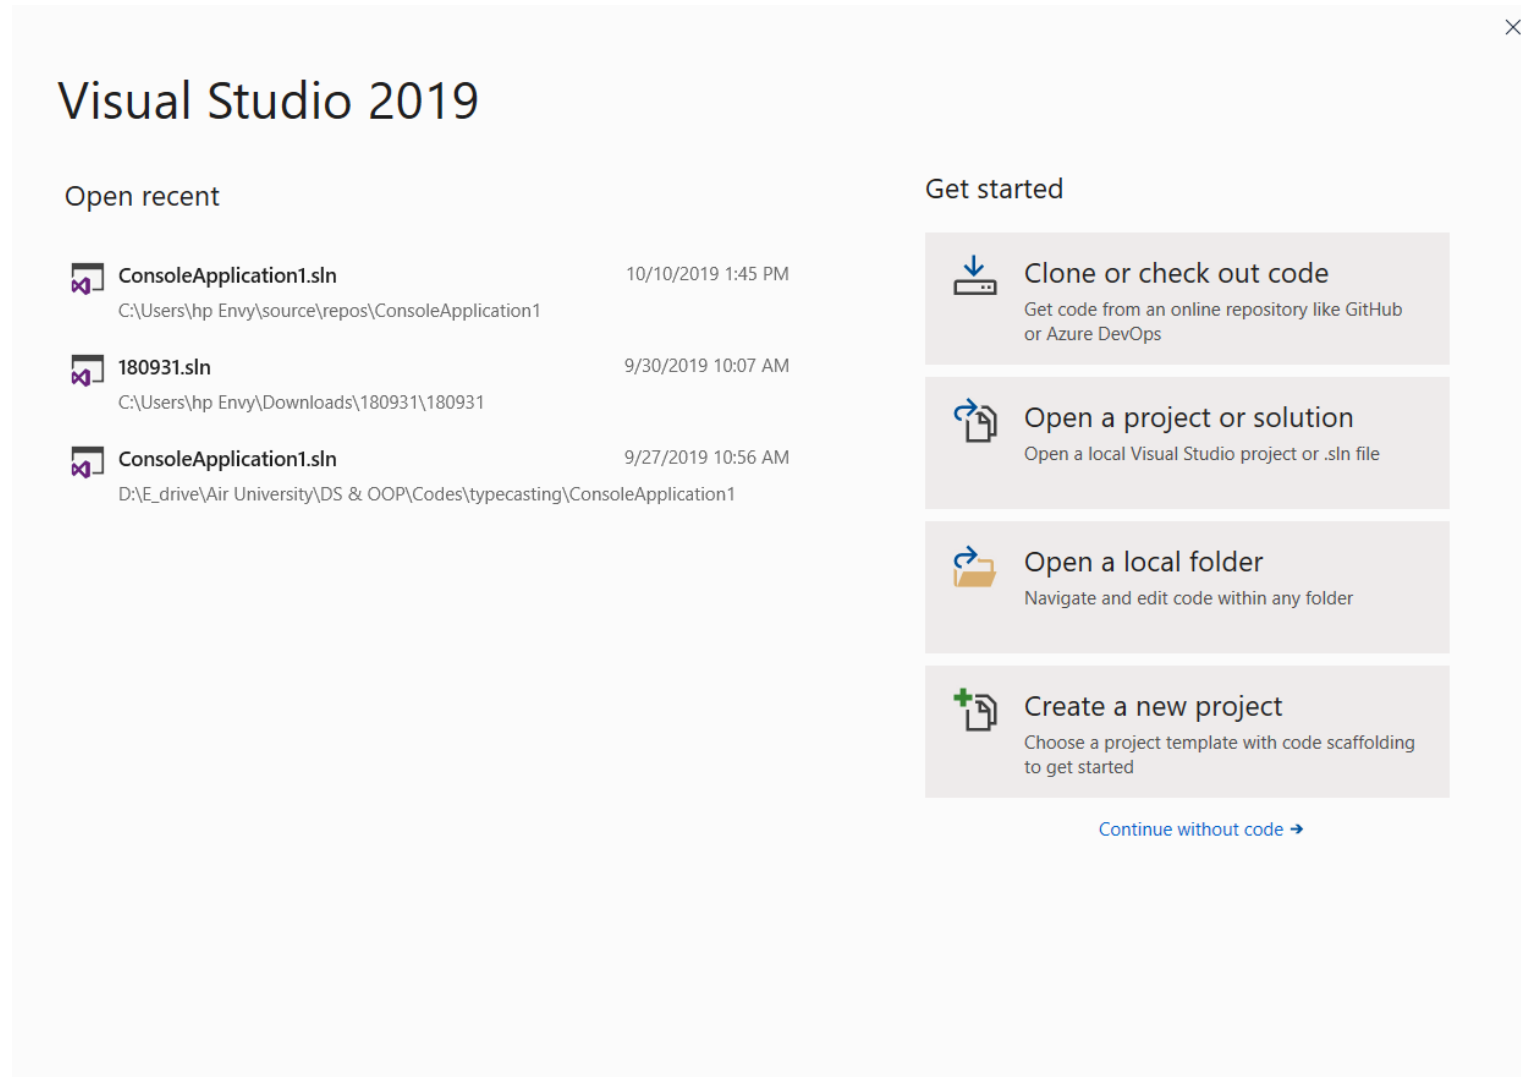 Visual Studio 2019
Open recent
ConsoleApplication1.sln 10/10/2019 1:45 PM
C:\Users\hp Envy\source\repos\ConsoleApplication1
180931.sln 9/30/2019 10:07 AM
C:\Users\hp Envy\Downloads\180931\180931
ConsoleApplication1.sln 9/27/2019 10:56 AM
D:\E_drive\Air University\DS & OOP\Codes\typecasting\ConsoleApplication1
Get started
Clone or check out code
Get code from an online repository like GitHub
or Azure DevOps
Open a project or solution
Open a local Visual Studio project or .sln file
Open a local folder
Navigate and edit code within any folder
Create a new project
Choose a project template with code scaffolding
to get started
Continue without code →